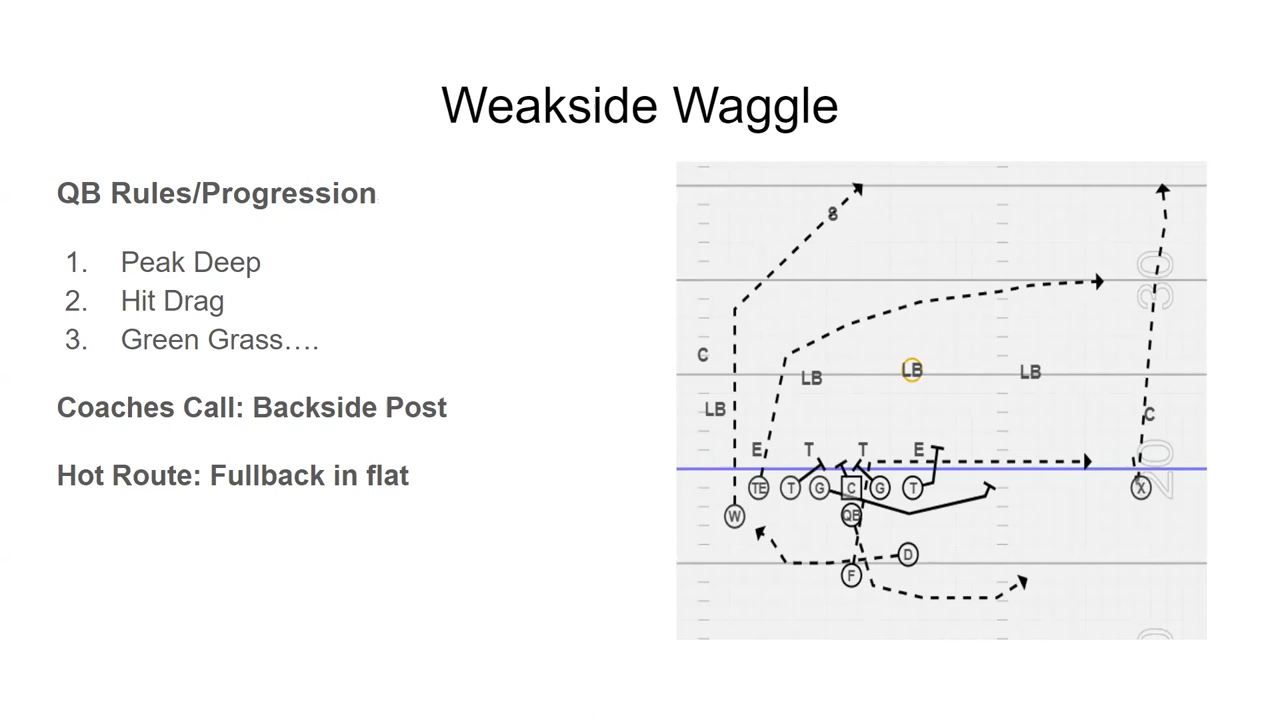 Weakside Waggle
QB Rules/Progression
1. Peak Deep
2. Hit Drag
3. Green Grass….
Coaches Call: Backside Post
Hot Route: Fullback in flat
S
30
C
LB LB LB
LB C
E T T E
20
TE T G C G T X
W QB
D
F
0